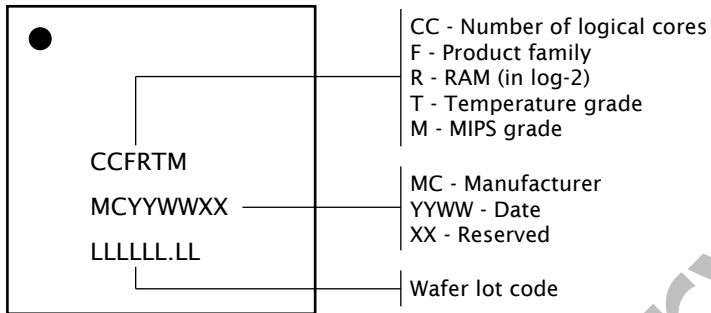 CC - Number of logical cores
F - Product family
R - RAM (in log-2)
T - Temperature grade
M - MIPS grade
CCFRTM
MCYYWWXX
MC - Manufacturer
YYWW - Date
XX - Reserved
LLLLLL.LL
Wafer lot code